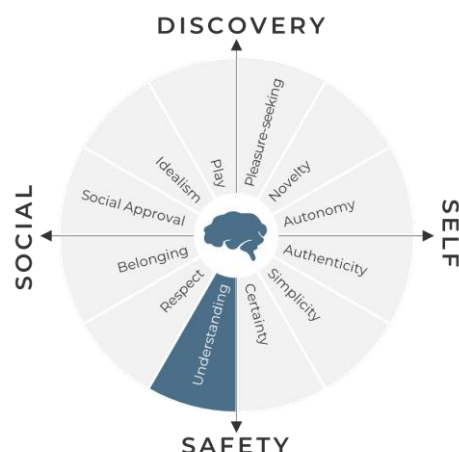 DISCOVERY
Pleasure-seeking
Play
Novelty
Idealism
Autonomy
Social Approval
SOCIAL
SELF
Authenticity
Belonging
Simplicity
Respect
Certainty
Understanding
SAFETY